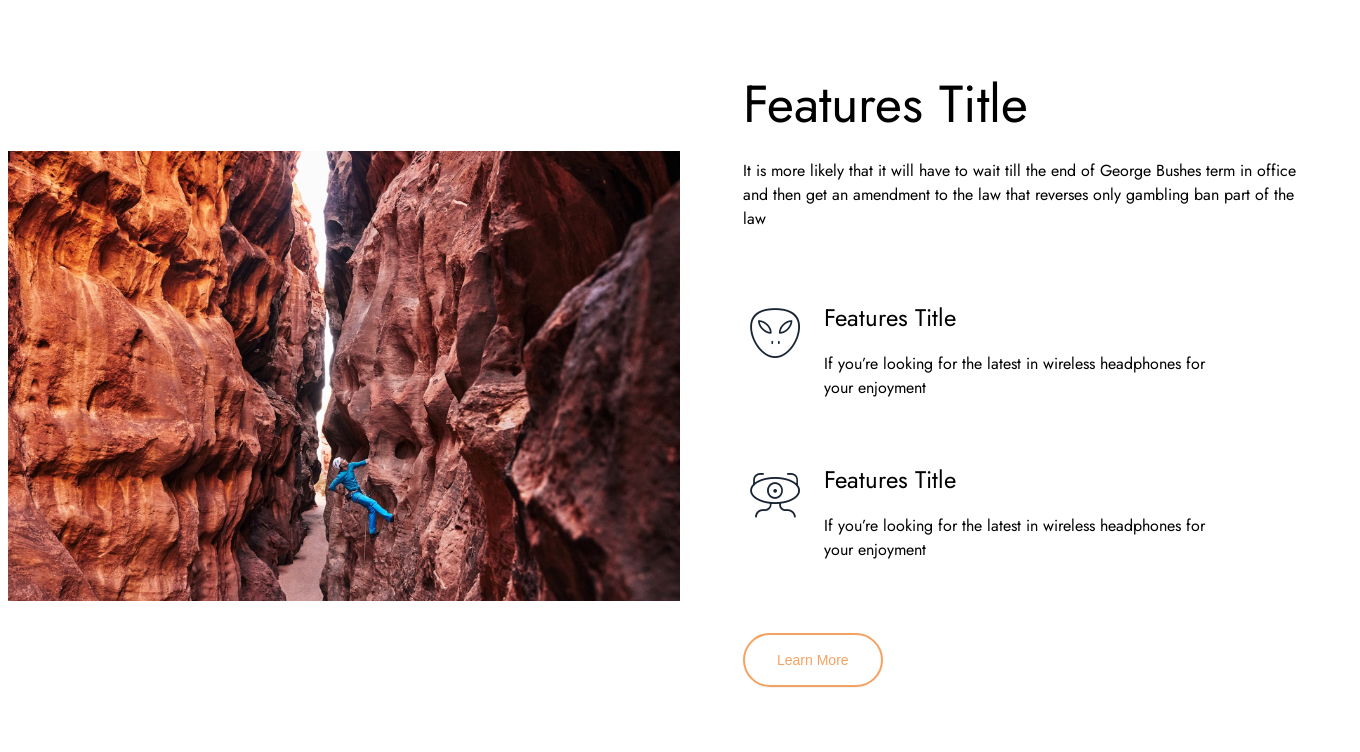 Features Title
It is more likely that it will have to wait till the end of George Bushes term in office
and then get an amendment to the law that reverses only gambling ban part of the
law
Features Title
If you’re looking for the latest in wireless headphones for
your enjoyment
Features Title
If you’re looking for the latest in wireless headphones for
your enjoyment
Learn More